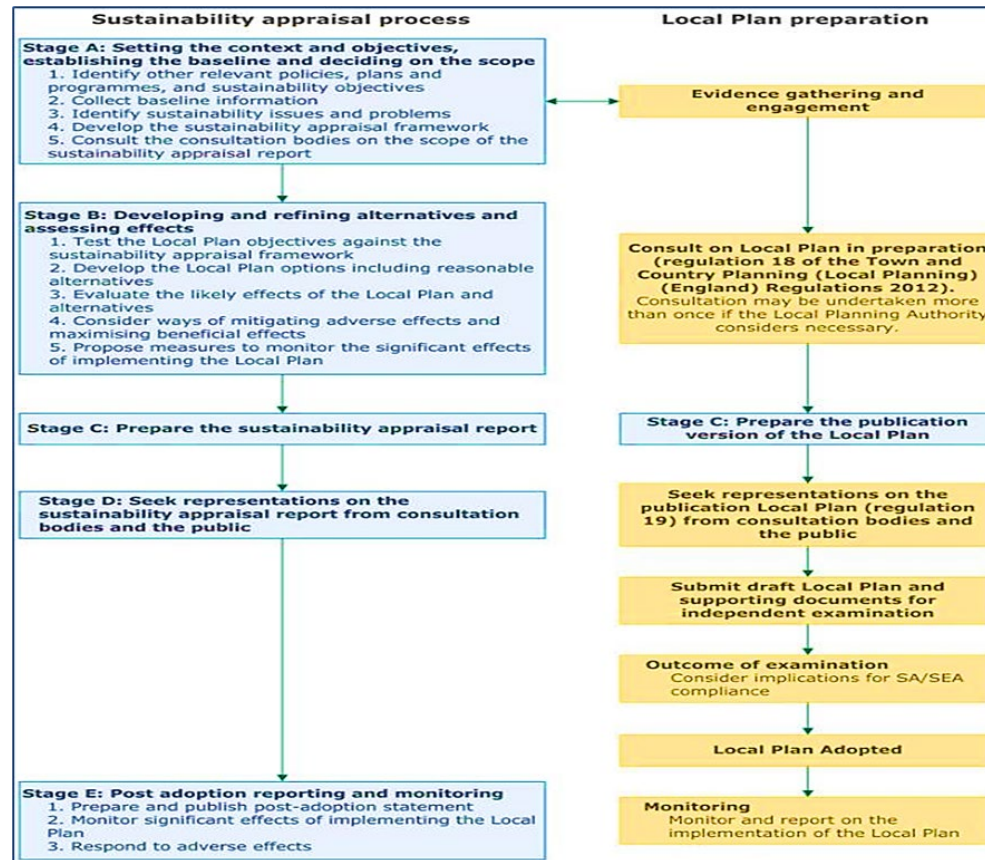 Sustainability appraisal process
Stage A: Setting the context and objectives,
establishing the baseline and deciding on the scope
1. Identify other relevant policies, plans and
programmes, and sustainability objectives
2. Collect baseline information
3. Identify sustainability issues and problems
4. Develop the sustainability appraisal framework
5. Consult the consultation bodies on the scope of the
sustainability appraisal report
Stage B: Developing and refining alternatives and
assessing effects
1. Test the Local Plan objectives against the
sustainability appraisal framework
2. Develop the Local Plan options including reasonable
alternatives
3. Evaluate the likely effects of the Local Plan and
alternatives
4. Consider ways of mitigating adverse effects and
maximising beneficial effects
5. Propose measures to monitor the significant effects
of implementing the Local Plan
Stage C: Prepare the sustainability appraisal report
Stage D: Seek representations on the
sustainability appraisal report from consultation
bodies and the public
Stage E: Post adoption reporting and monitoring
1. Prepare and publish post-adoption statement
2. Monitor significant effects of implementing the Local
Plan
3. Respond to adverse effects
Local Plan preparation
Evidence gathering and
engagement
Consult on Local Plan in preparation
(regulation 18 of the Town and
Country Planning (Local Planning)
(England) Regulations 2012).
Consultation may be undertaken more
than once if the Local Planning Authority
considers necessary.
Stage C: Prepare the publication
version of the Local Plan
Seek representations on the
publication Local Plan (regulation
19) from consultation bodies and
the public
Submit draft Local Plan and
supporting documents for
independent examination
Outcome of examination
Consider implications for SA/SEA
compliance
Local Plan Adopted
Monitoring
Monitor and report on the
implementation of the Local Plan